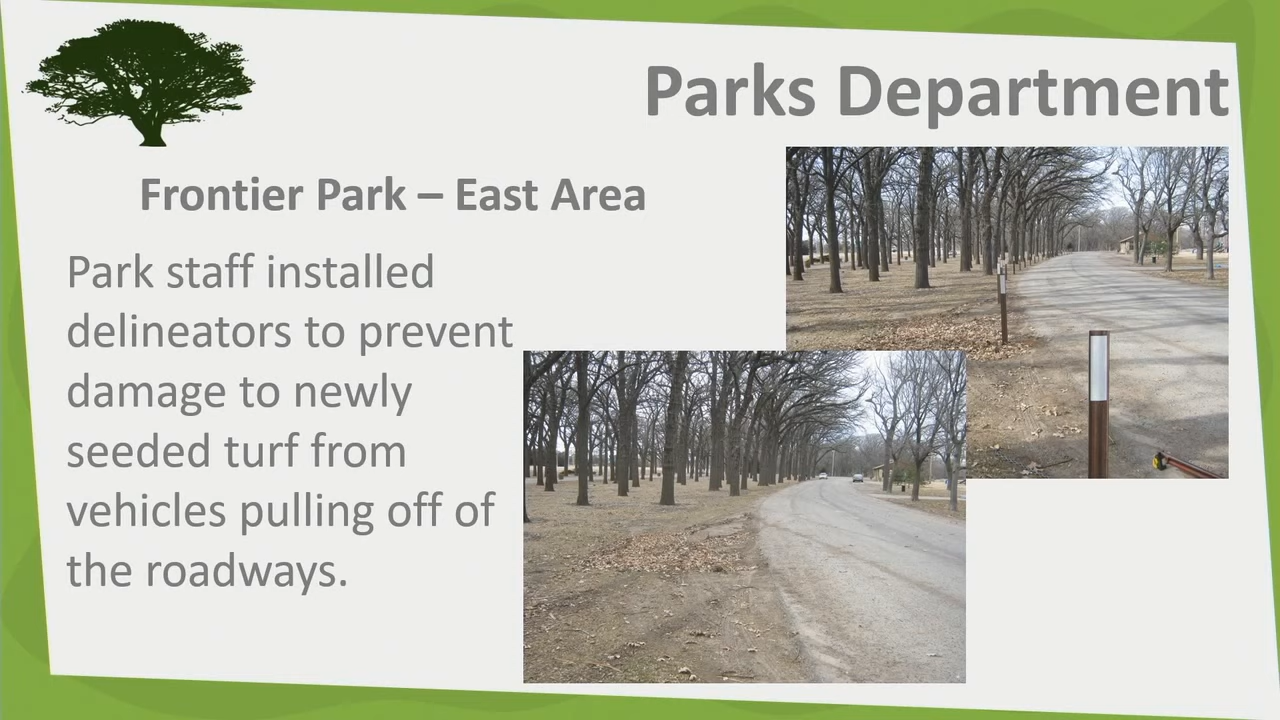 Parks Department
Frontier Park – East Area
Park staff installed
delineators to prevent
damage to newly
seeded turf from
vehicles pulling off of
the roadways.